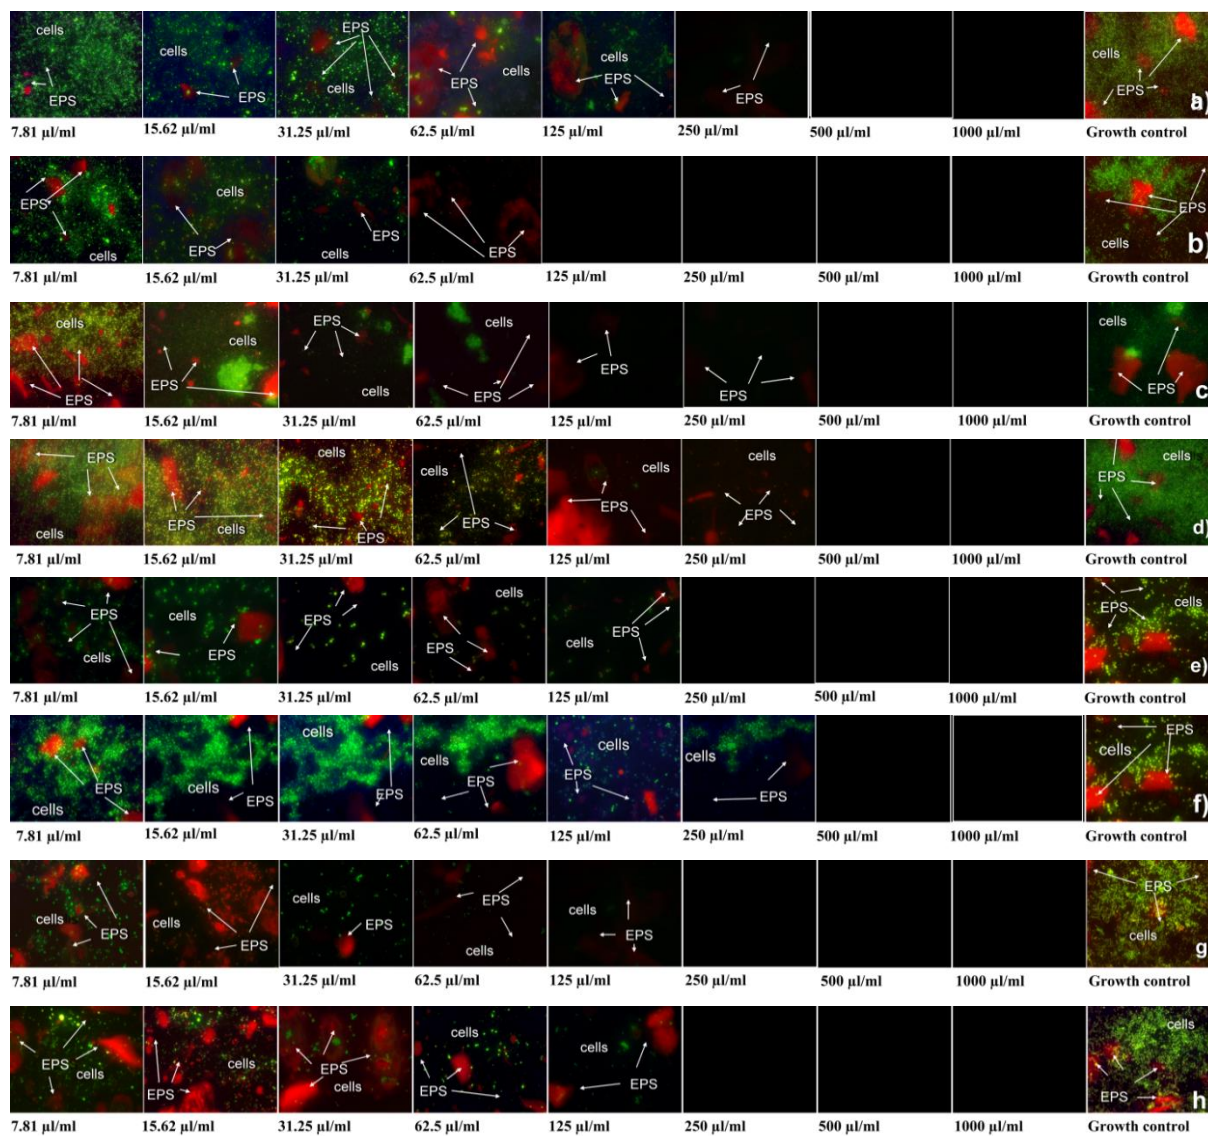 cells cells EPS cells cells cells
EPS EPS cells EPS EPS EPS EPS a)
7.81 µl/ml 15.62 µl/ml 31.25 µl/ml 62.5 µl/ml 125 µl/ml 250 µl/ml 500 µl/ml 1000 µl/ml Growth control
EPS cells cells EPS
cells EPS cells EPS EPS cells b)
7.81 µl/ml 15.62 µl/ml 31.25 µl/ml 62.5 µl/ml 125 µl/ml 250 µl/ml 500 µl/ml 1000 µl/ml Growth control
cells cells EPS cells cells
EPS EPS cells EPS EPS EPS EPS c
7.81 µl/ml 15.62 µl/ml 31.25 µl/ml 62.5 µl/ml 125 µl/ml 250 µl/ml 500 µl/ml 1000 µl/ml Growth control
EPS cells cells cells cells cells EPS
cells EPS cells EPS EPS EPS EPS d)
7.81 µl/ml 15.62 µl/ml 31.25 µl/ml 62.5 µl/ml 125 µl/ml 250 µl/ml 500 µl/ml 1000 µl/ml Growth control
EPS cells EPS cells EPS EPS cells
cells EPS cells EPS cells e)
7.81 µl/ml 15.62 µl/ml 31.25 µl/ml 62.5 µl/ml 125 µl/ml 250 µl/ml 500 µl/ml 1000 µl/ml Growth control
cells cells cells cells EPS cells
EPS cells cells EPS EPS EPS EPS EPS f)
7.81 µl/ml 15.62 µl/ml 31.25 µl/ml 62.5 µl/ml 125 µl/ml 250 µl/ml 500 µl/ml 1000 µl/ml Growth control
cells cells cells EPS cells EPS
EPS EPS EPS cells EPS cells g
7.81 µl/ml 15.62 µl/ml 31.25 µl/ml 62.5 µl/ml 125 µl/ml 250 µl/ml 500 µl/ml 1000 µl/ml Growth control
EPS cells EPS cells cells cells
cells EPS cells EPS EPS EPS h
7.81 µl/ml 15.62 µl/ml 31.25 µl/ml 62.5 µl/ml 125 µl/ml 250 µl/ml 500 µl/ml 1000 µl/ml Growth control